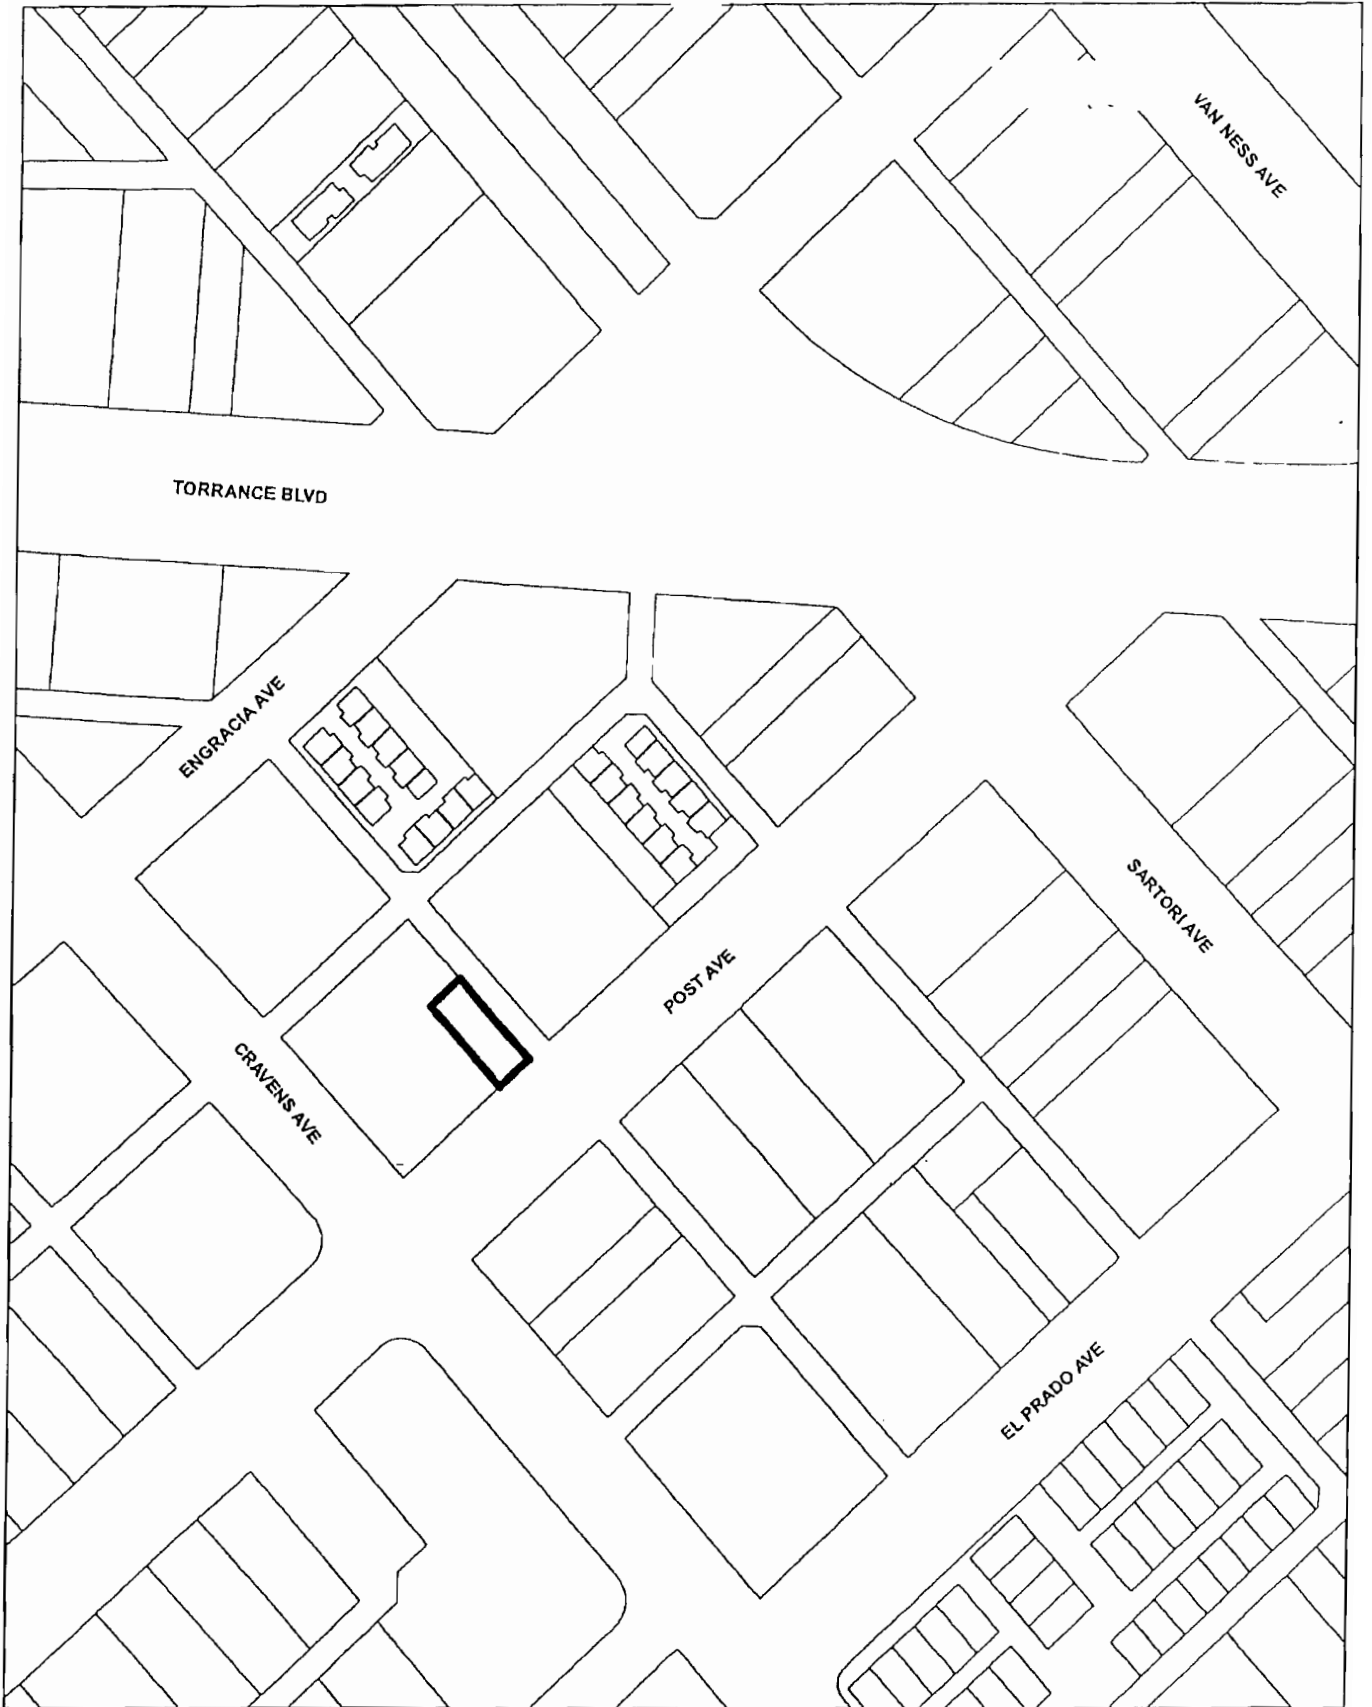 VAN NESS AVE
TORRANCE BLVD
ENGRACIA AVE
SARTORI AVE
POST AVE
CRAVENS AVE
EL PRADO AVE